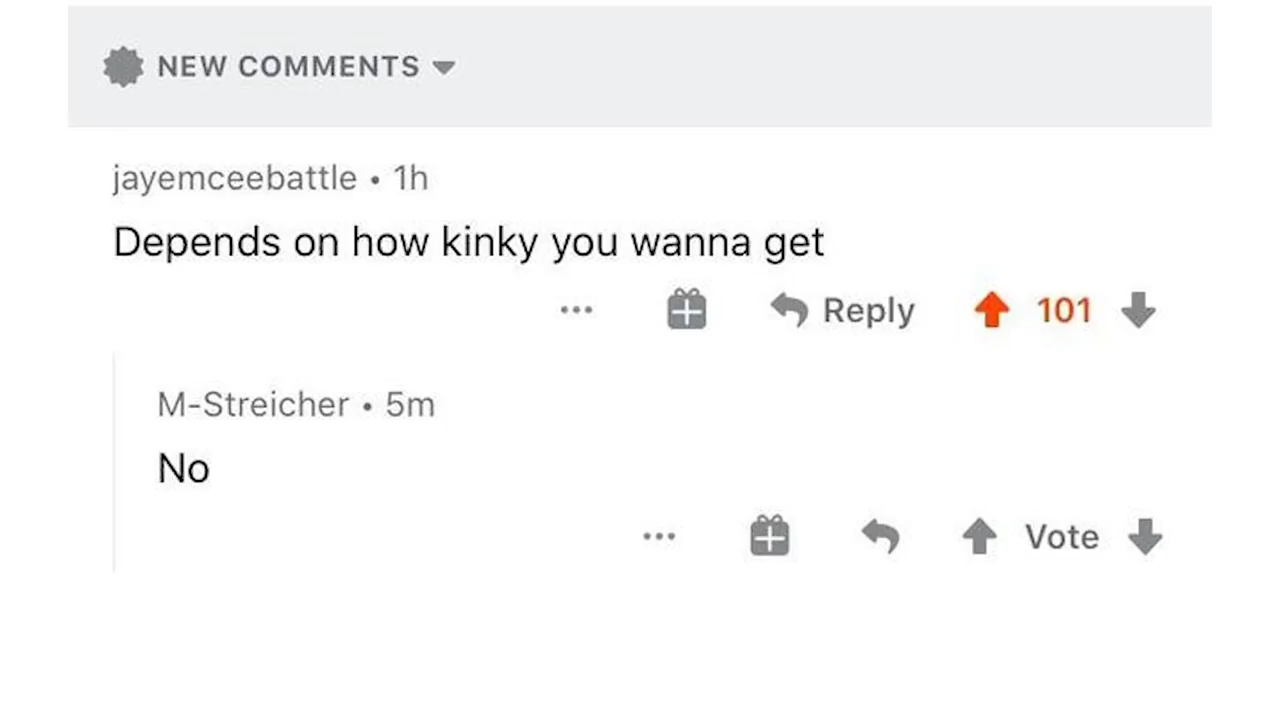 NEW COMMENTS
jayemceebattle • 1h
Depends on how kinky you wanna get
Reply 101
M-Streicher • 5m
No
Vote